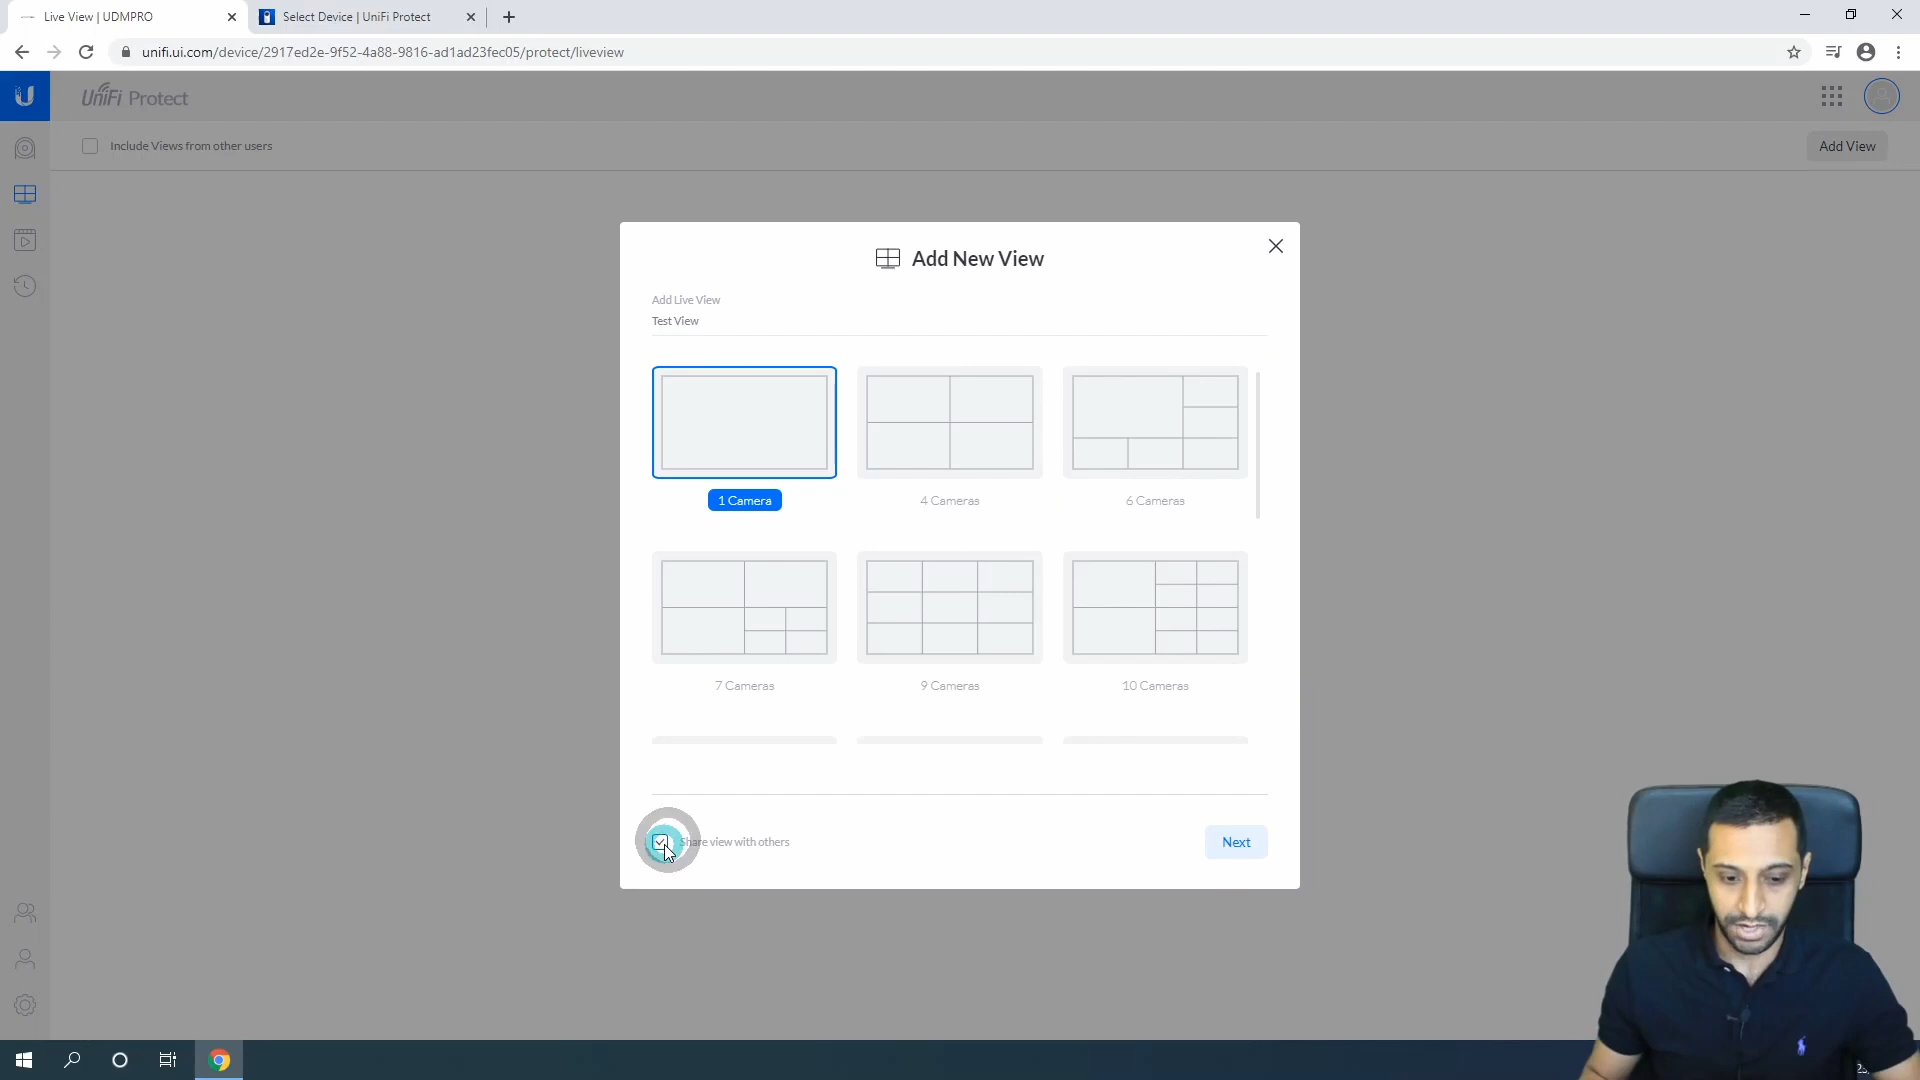 Live View | UDMPRO
Select Device | UniFi Protect
unifi.ui.com/device/2917ed2e-9f52-4a88-9816-ad1ad23fec05/protect/liveview
UniFi Protect
Include Views from other users
Add View
Add New View
Add Live View
Test View
1 Camera
4 Cameras
6 Cameras
7 Cameras
9 Cameras
10 Cameras
Share view with others
Next